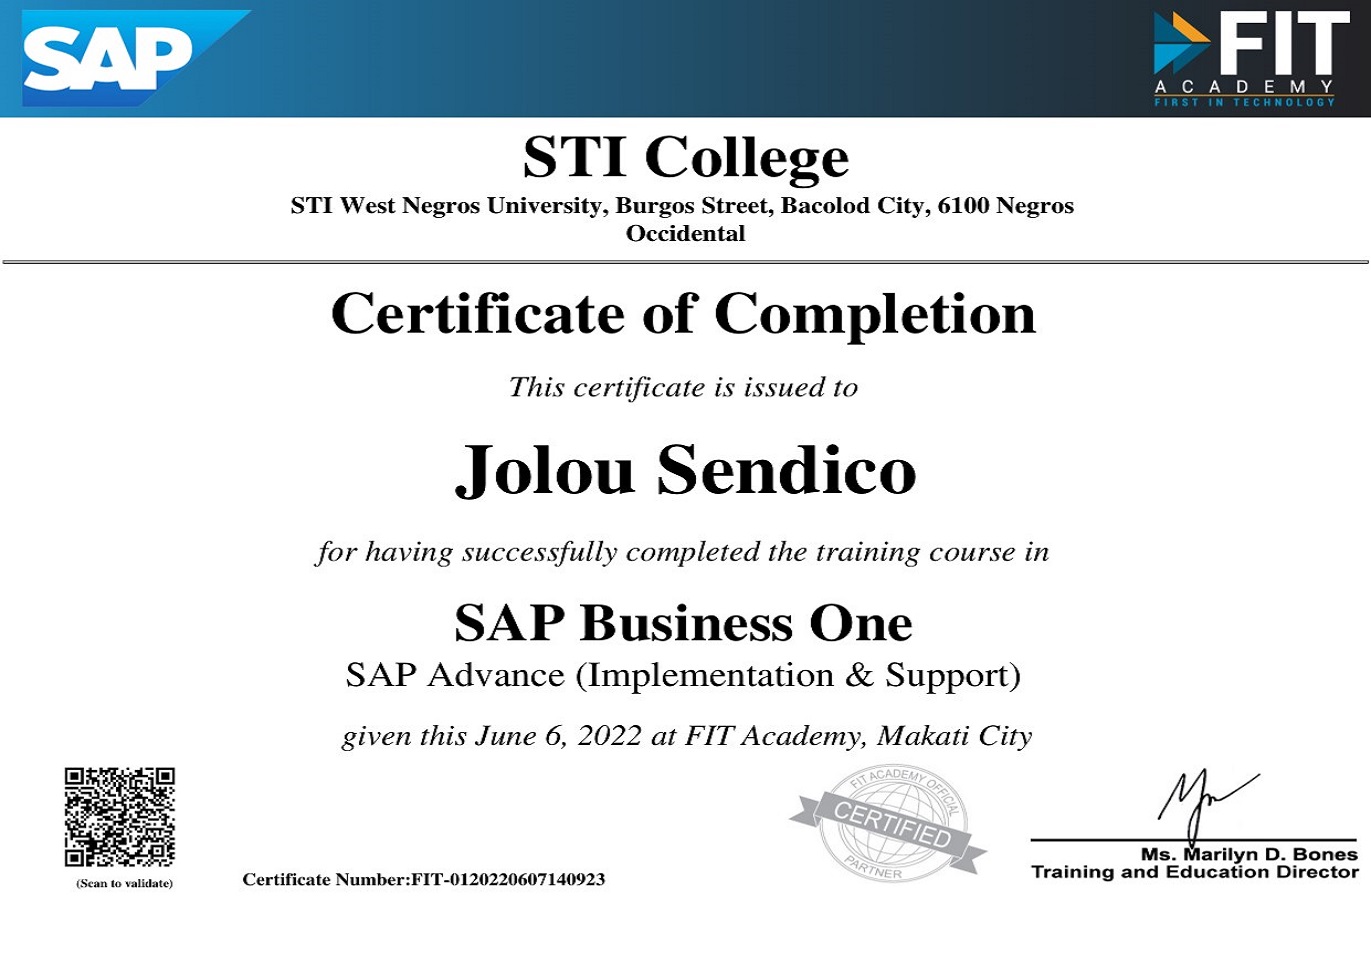 SAP
FIT
ACADEMY
FIRST IN TECHNOLOGY
STI College
STI West Negros University, Burgos Street, Bacolod City, 6100 Negros
Occidental
Certificate of Completion
This certificate is issued to
Jolou Sendico
for having successfully completed the training course in
SAP Business One
SAP Advance (Implementation & Support)
given this June 6, 2022 at FIT Academy, Makati City
(Scan to validate)
Certificate Number:FIT-0120220607140923
FIT ACADEMY OFFICIAL
CERTIFIED
PARTNER
Ms. Marilyn D. Bones
Training and Education Director